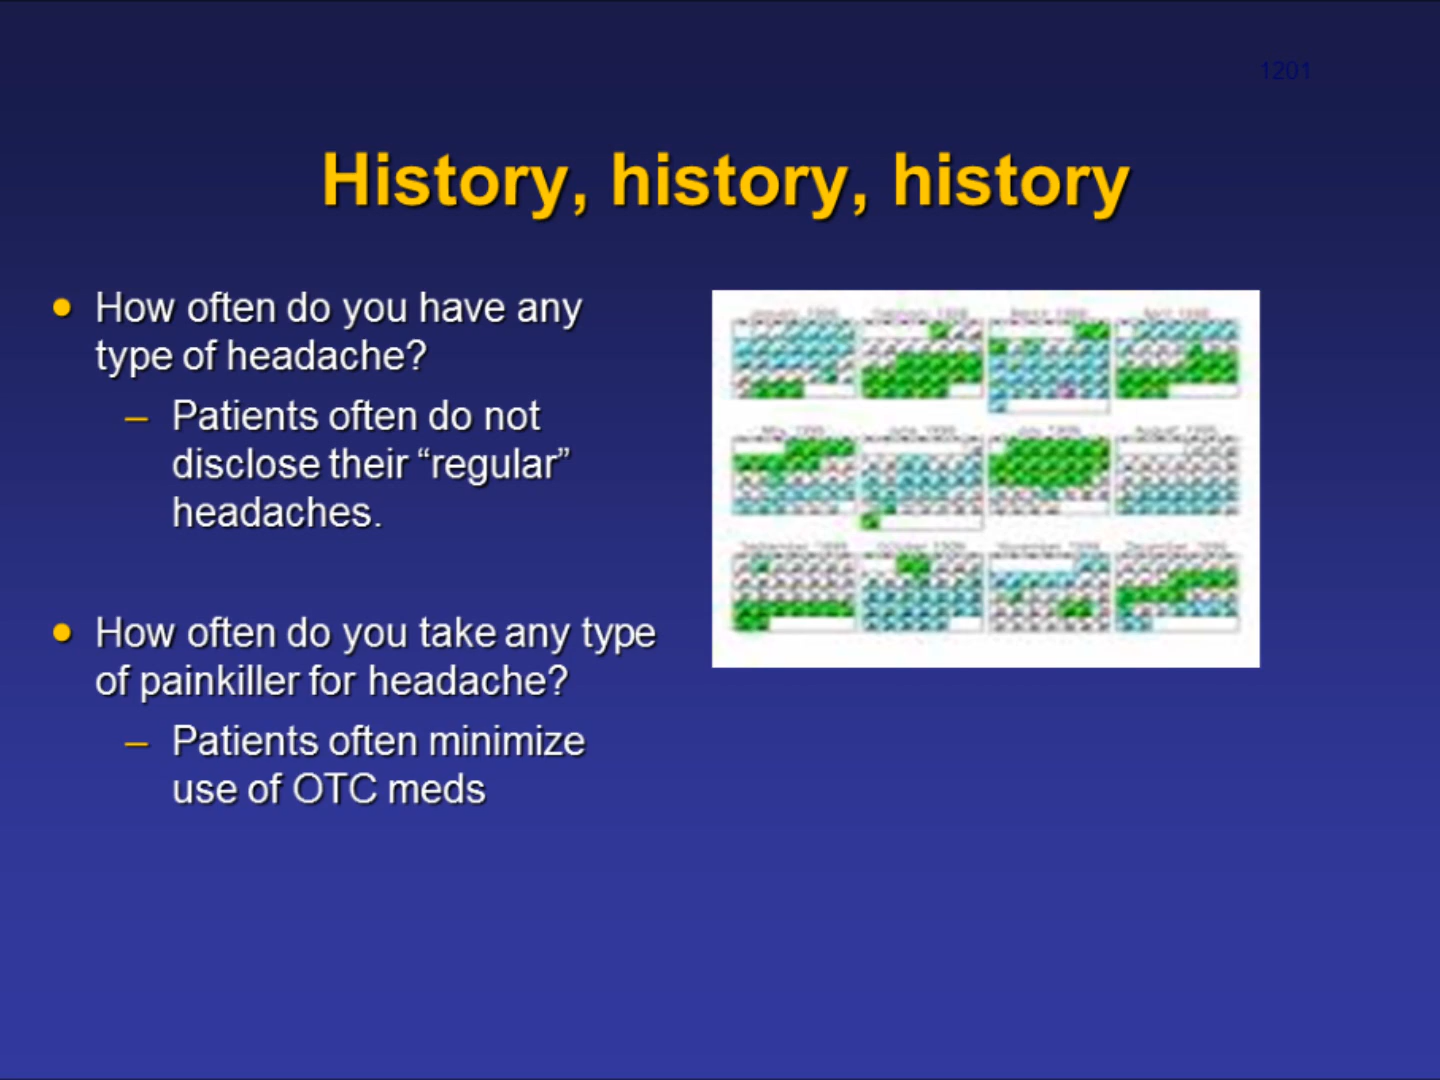 1201
History, history, history
• How often do you have any
type of headache?
– Patients often do not
disclose their “regular”
headaches.
• How often do you take any type
of painkiller for headache?
– Patients often minimize
use of OTC meds